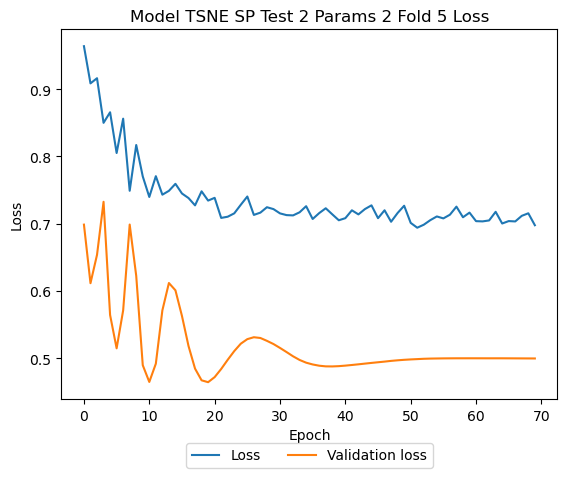 Model TSNE SP Test 2 Params 2 Fold 5 Loss
0.9
0.8
0.7
0.6
0.5
Loss
0 10 20 30 40 50 60 70
Epoch
Loss Validation loss